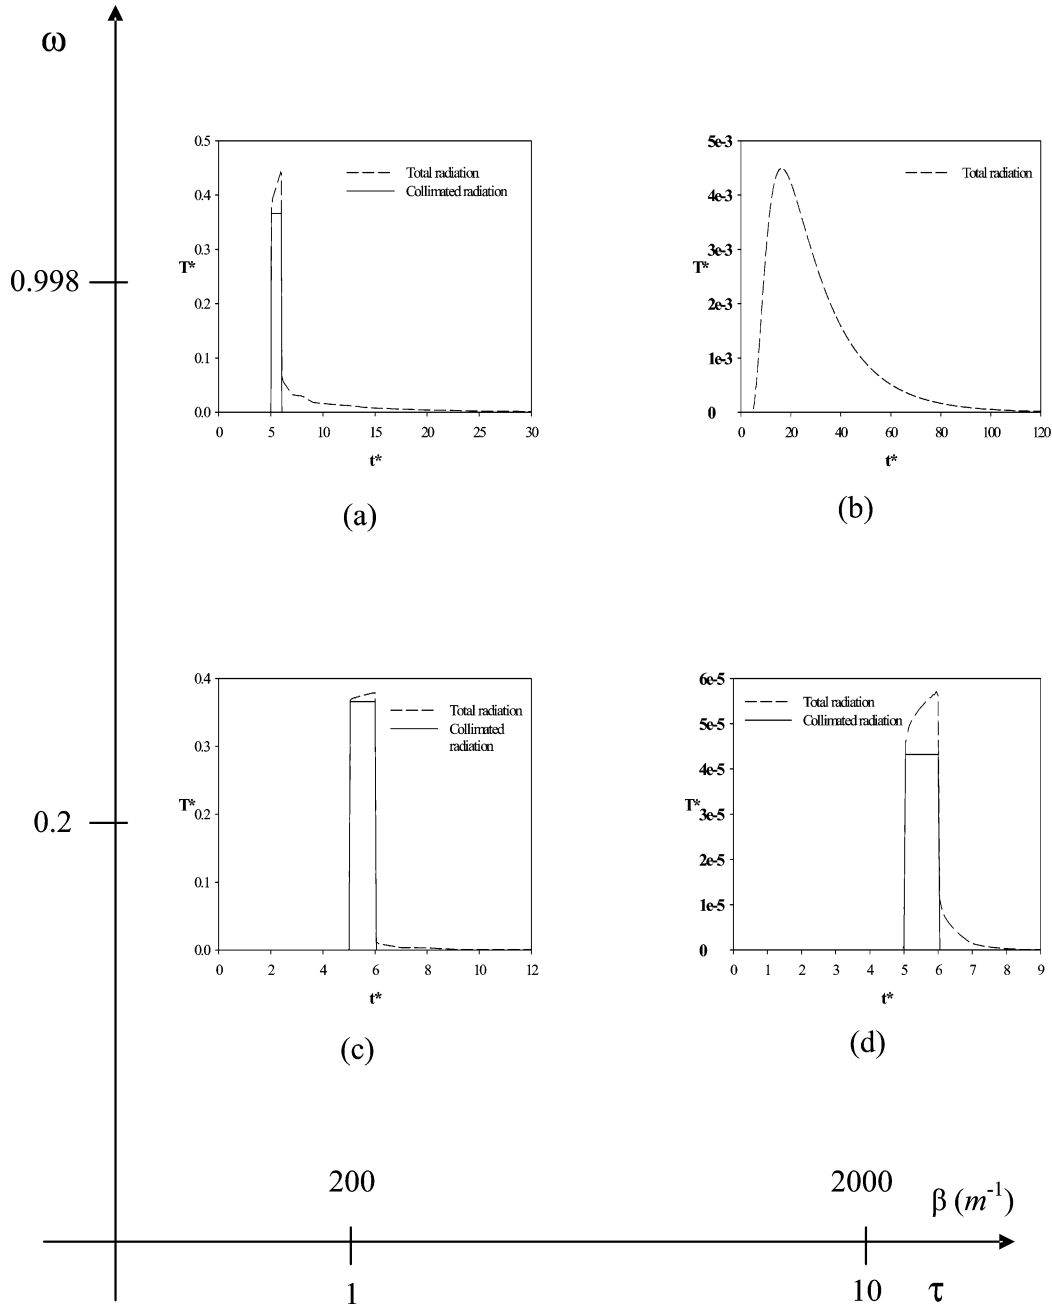 ω
0.998
0.2
0.5
0.4
0.3
T*
0.2
0.1
0.0
Total radiation
Collimated radiation
0 5 10 15 20 25 30
t*
(a)
5e-3
4e-3
3e-3
T*
2e-3
1e-3
0
Total radiation
0 20 40 60 80 100 120
t*
(b)
0.4
0.3
T*
0.2
0.1
0.0
Total radiation
Collimated
radiation
0 2 4 6 8 10 12
t*
(c)
6e-5
5e-5
4e-5
T*
3e-5
2e-5
1e-5
0
Total radiation
Collimated radiation
0 1 2 3 4 5 6 7 8 9
t*
(d)
200 2000 β (m⁻¹)
1 10 τ